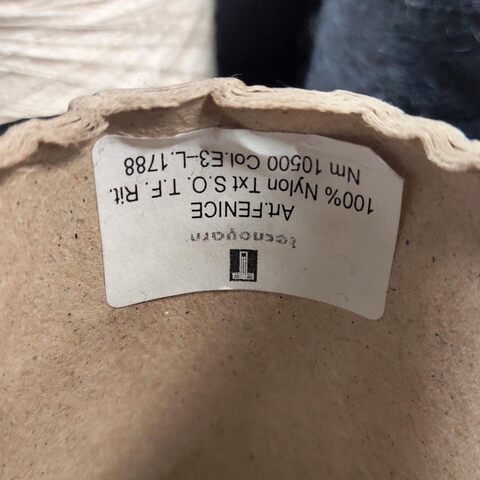 tecnoyarn
Art.FENICE
100% Nylon Txt S.O. T.F. Rit.
Nm 10500 Col.E3-L.1788